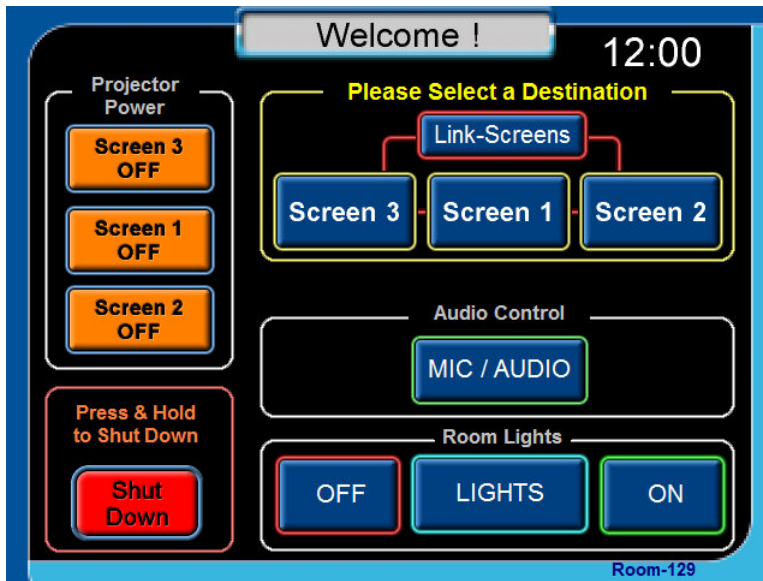 Welcome !
12:00
Projector
Power
Screen 3
OFF
Screen 1
OFF
Screen 2
OFF
Press & Hold
to Shut Down
Shut
Down
Please Select a Destination
Link-Screens
Screen 3
Screen 1
Screen 2
Audio Control
MIC / AUDIO
Room Lights
OFF
LIGHTS
ON
Room-129